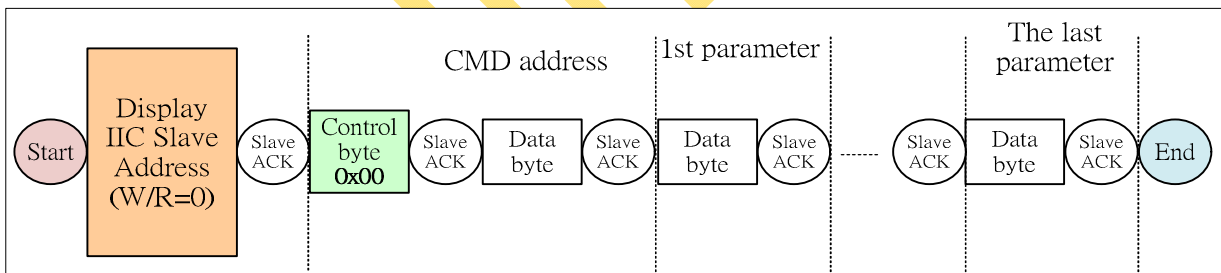 CMD address
1st parameter
The last
parameter
Start
Display
IIC Slave
Address
(W/R=0)
Slave
ACK
Control
byte
0x00
Slave
ACK
Data
byte
Slave
ACK
Data
byte
Slave
ACK
Slave
ACK
Data
byte
Slave
ACK
End